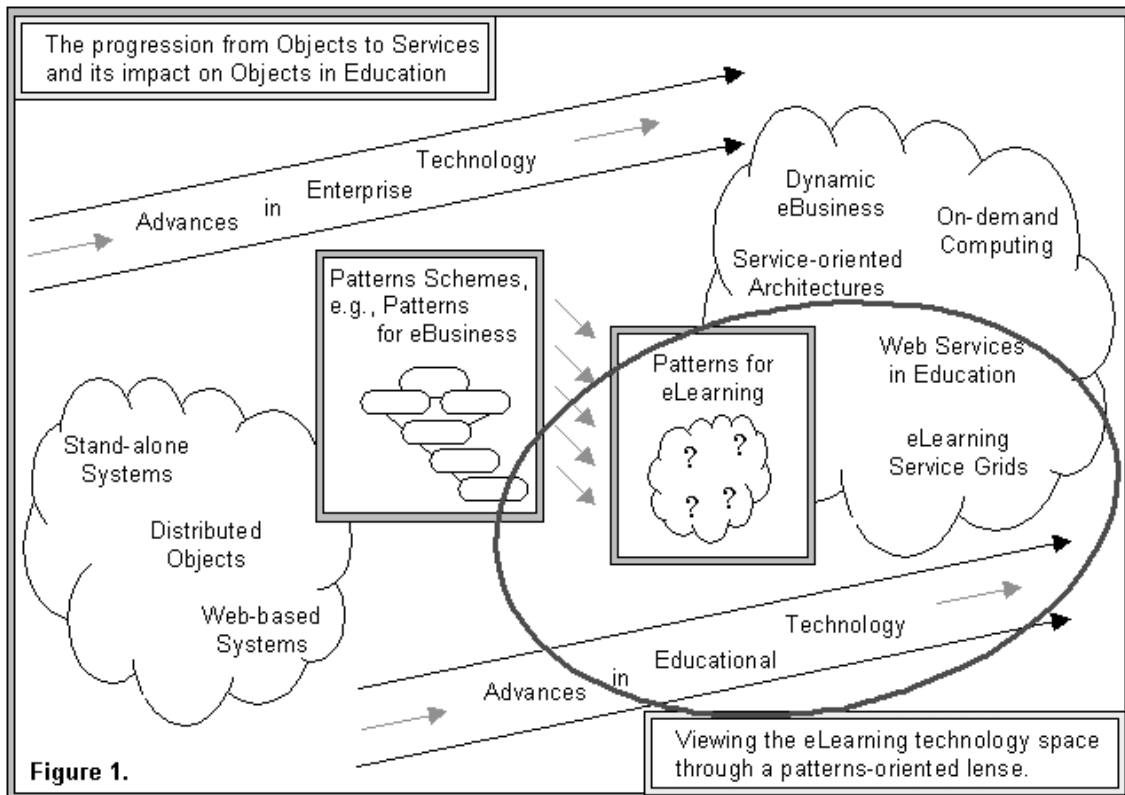 The progression from Objects to Services
and its impact on Objects in Education
Advances in Enterprise Technology
Patterns Schemes,
e.g., Patterns
for eBusiness
Dynamic
eBusiness
On-demand
Computing
Service-oriented
Architectures
Patterns for
eLearning
?
?
?
?
Web Services
in Education
eLearning
Service Grids
Stand-alone
Systems
Distributed
Objects
Web-based
Systems
Advances in Educational Technology
Figure 1.
Viewing the eLearning technology space
through a patterns-oriented lense.